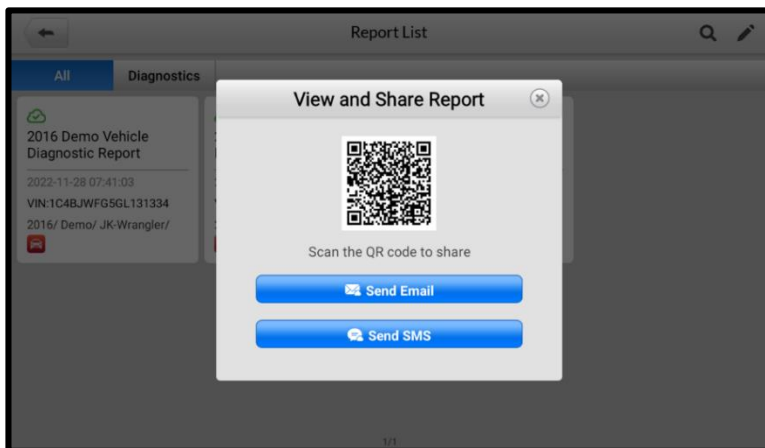 Report List
All
Diagnostics
View and Share Report
2016 Demo Vehicle
Diagnostic Report
2022-11-28 07:41:03
VIN:1C4BJWFG5GL131334
2016/ Demo/ JK-Wrangler/
Scan the QR code to share
Send Email
Send SMS
1/1